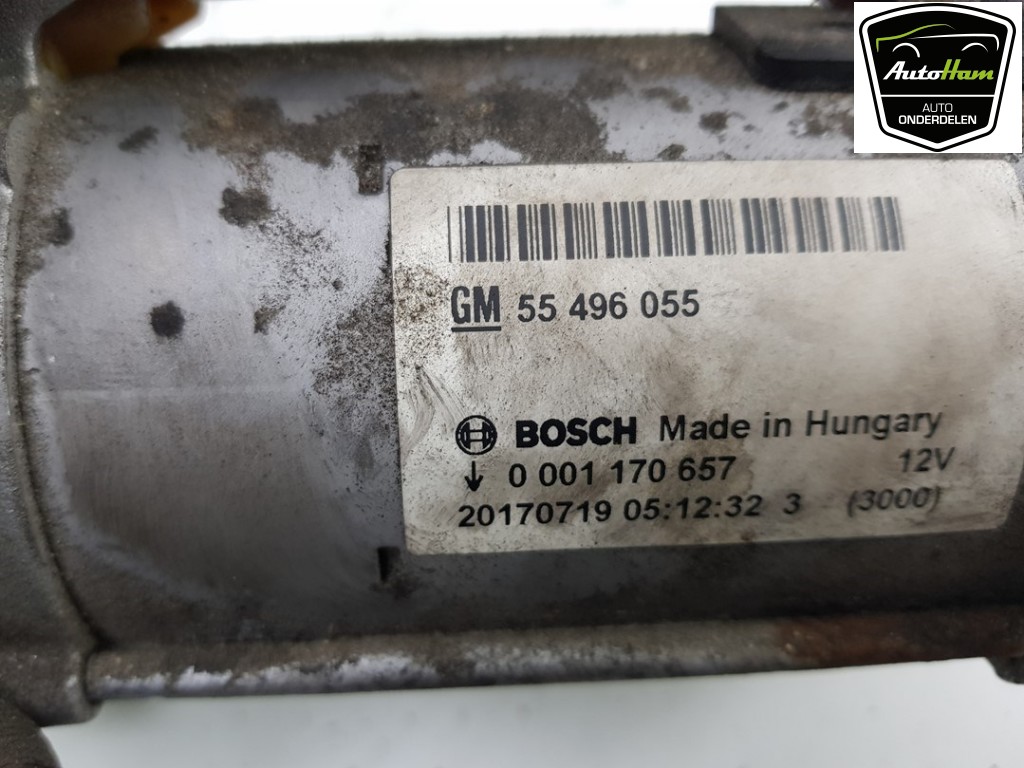 AutoHam
AUTO
ONDERDELEN
GM 55 496 055
BOSCH Made in Hungary
↓ 0 001 170 657 12V
20170719 05:12:32 3 (3000)